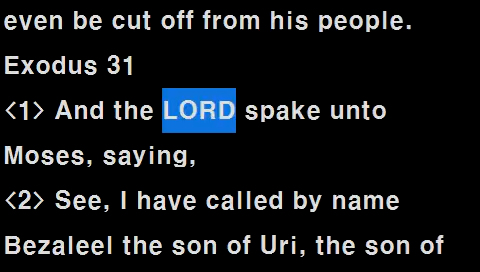 even be cut off from his people.
Exodus 31
<1> And the LORD spake unto
Moses, saying,
<2> See, I have called by name
Bezaleel the son of Uri, the son of